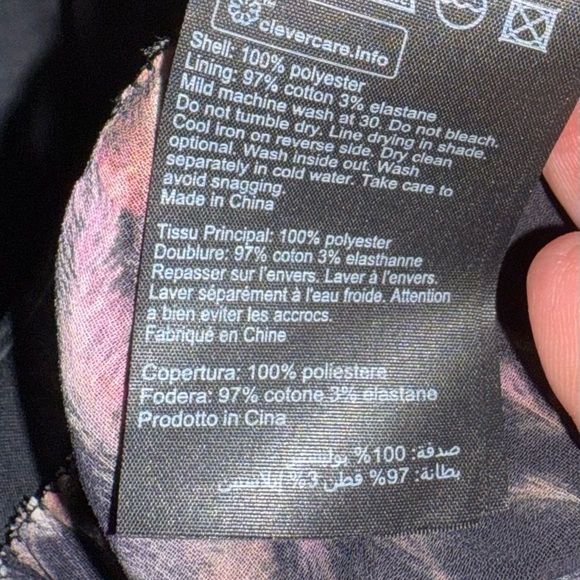 clevercare.info
Shell: 100% polyester
Lining: 97% cotton 3% elastane
Mild machine wash at 30. Do not bleach.
Do not tumble dry. Line drying in shade.
Cool iron on reverse side. Dry clean
optional. Wash inside out. Wash
separately in cold water. Take care to
avoid snagging.
Made in China
Tissu Principal: 100% polyester
Doublure: 97% coton 3% elasthanne
Repasser sur l'envers. Laver à l'envers.
Laver séparément à l'eau froide. Attention
a bien eviter les accrocs.
Fabriqué en Chine
Copertura: 100% poliestere
Fodera: 97% cotone 3% elastane
Prodotto in Cina
صدفة: 100% بوليستر
بطانة: 97% قطن 3% إيلاستين